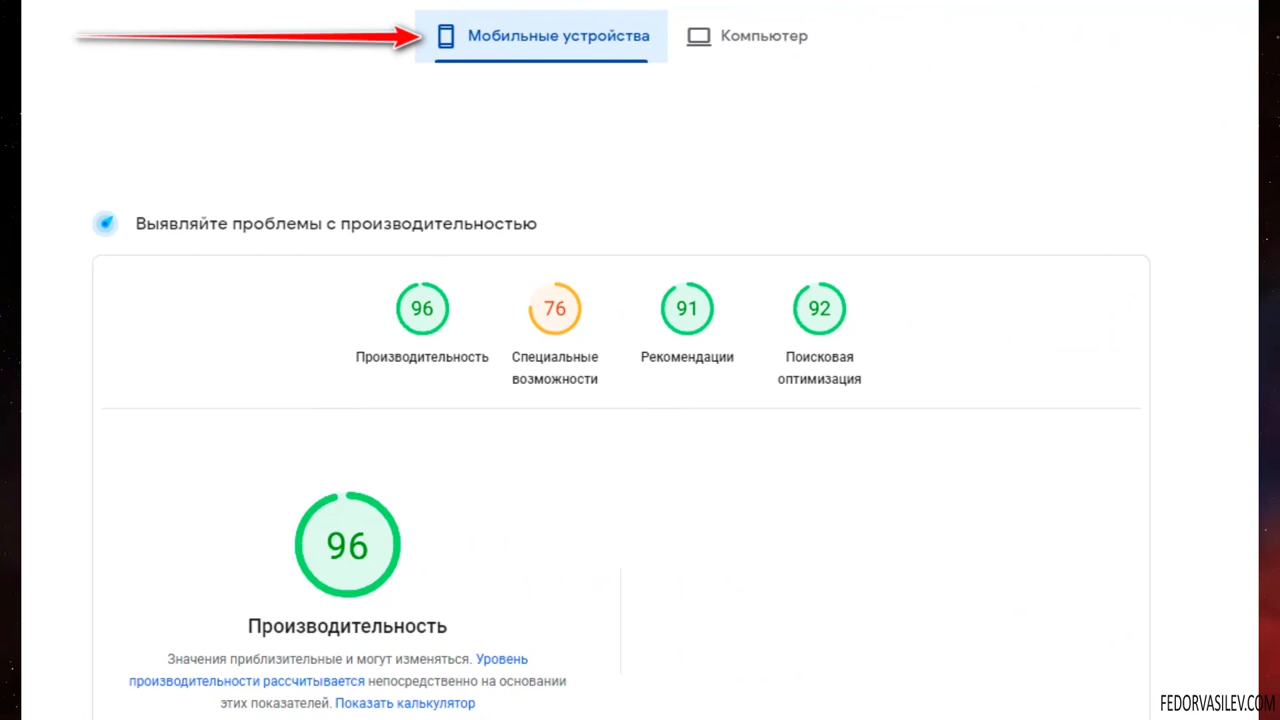 Мобильные устройства
Компьютер
Выявляйте проблемы с производительностью
96
76
91
92
Производительность
Специальные
возможности
Рекомендации
Поисковая
оптимизация
96
Производительность
Значения приблизительные и могут изменяться. Уровень
производительности рассчитывается непосредственно на основании
этих показателей. Показать калькулятор
FEDORVASILEV.COM